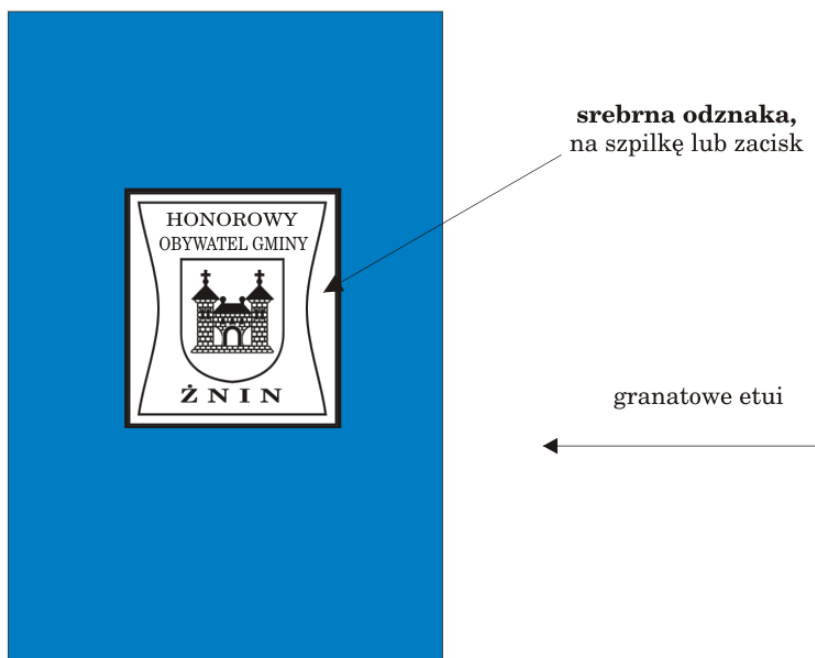 srebrna odznaka,
na szpilkę lub zacisk
HONOROWY
OBYWATEL GMINY
ŻNIN
granatowe etui